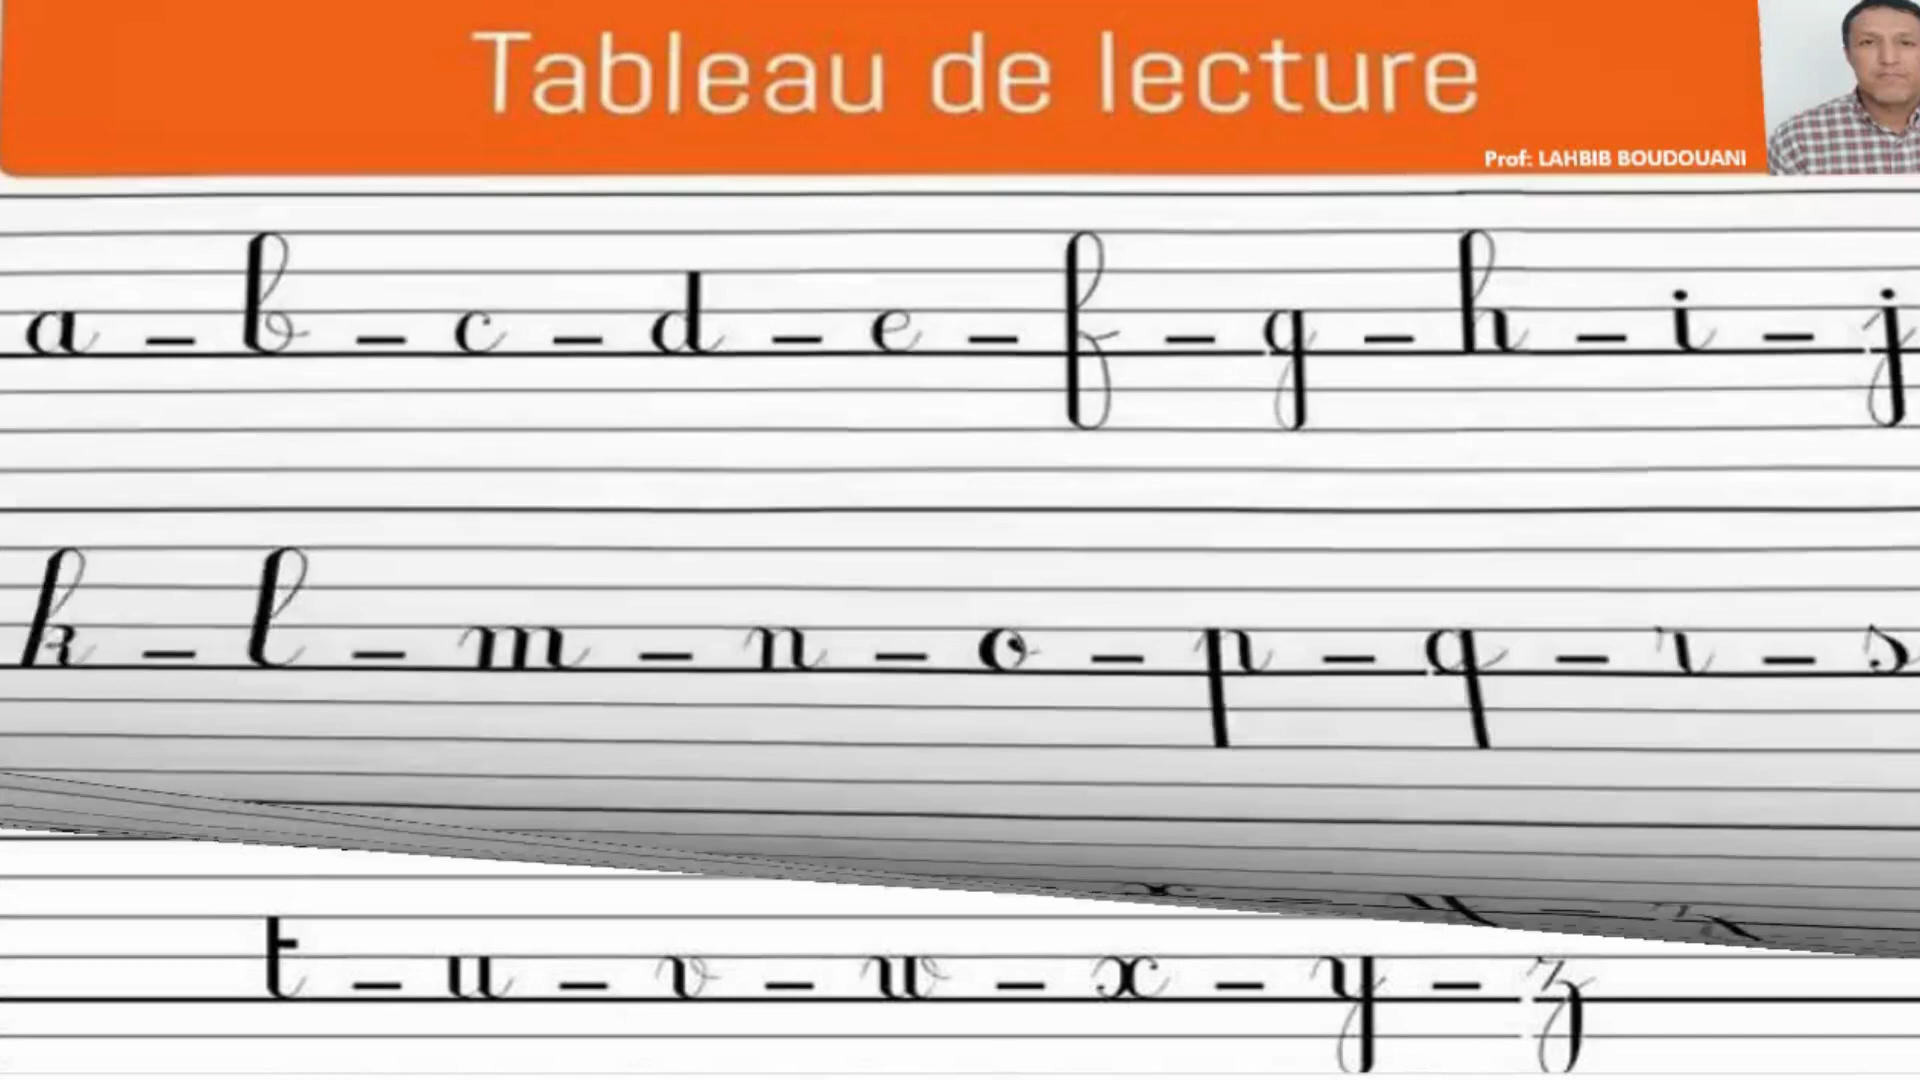 Tableau de lecture
Prof: LAHBIB BOUDOUANI
a - b - c - d - e - f - g - h - i - j
k - l - m - n - o - p - q - r - s
t - u - v - w - x - y - z